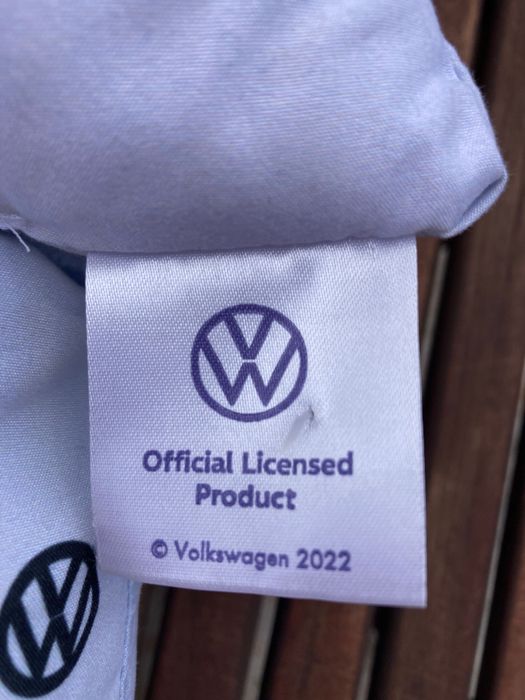 Official Licensed
Product
© Volkswagen 2022